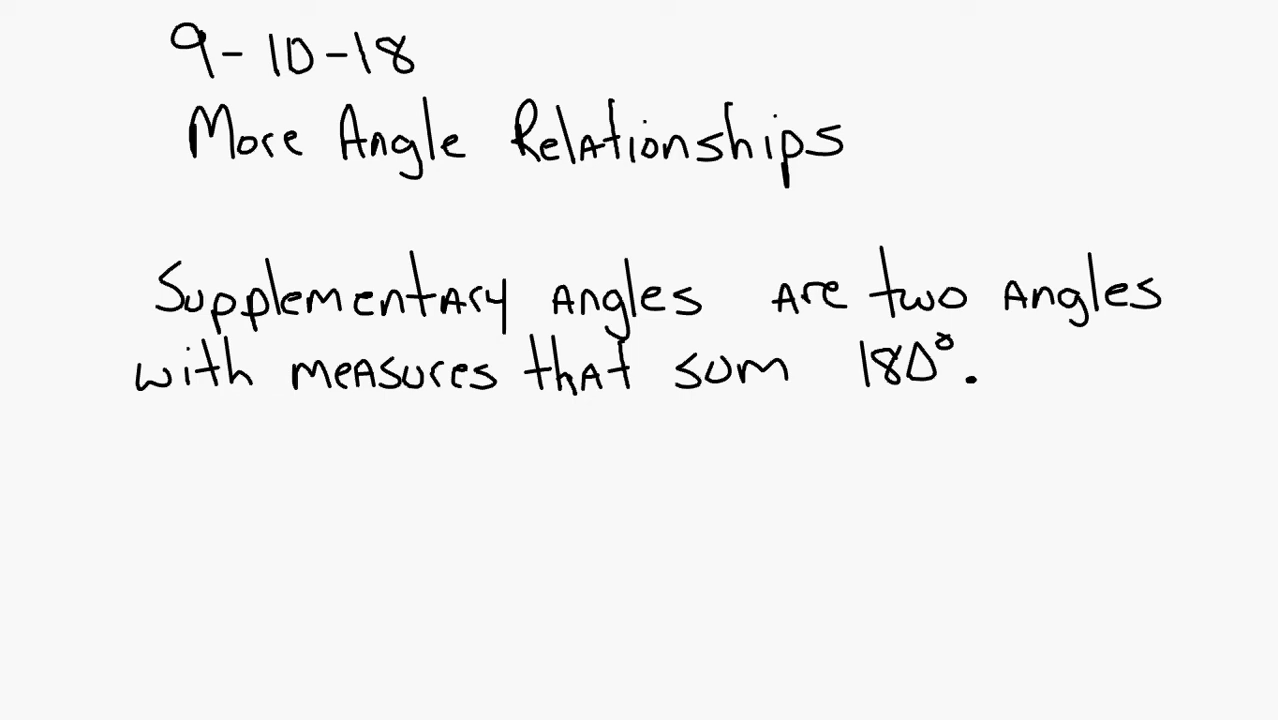 9-10-18
More Angle Relationships
Supplementary angles are two angles
with measures that sum 180°.